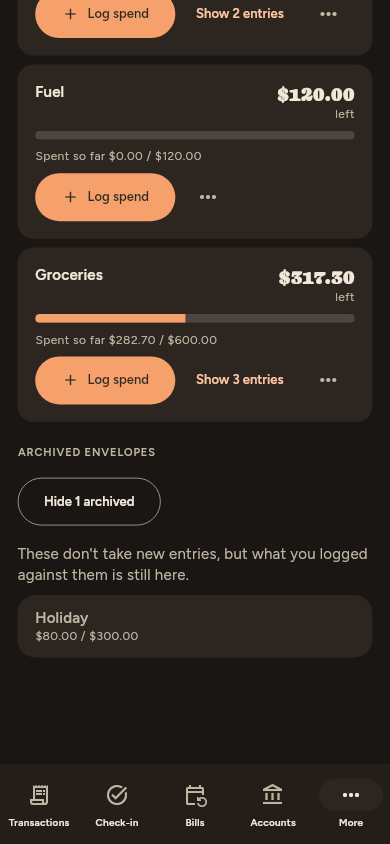 Log spend Show 2 entries
Fuel $120.00
left
Spent so far $0.00 / $120.00
Log spend
Groceries $317.30
left
Spent so far $282.70 / $600.00
Log spend Show 3 entries
ARCHIVED ENVELOPES
Hide 1 archived
These don't take new entries, but what you logged
against them is still here.
Holiday
$80.00 / $300.00
Transactions Check-in Bills Accounts More